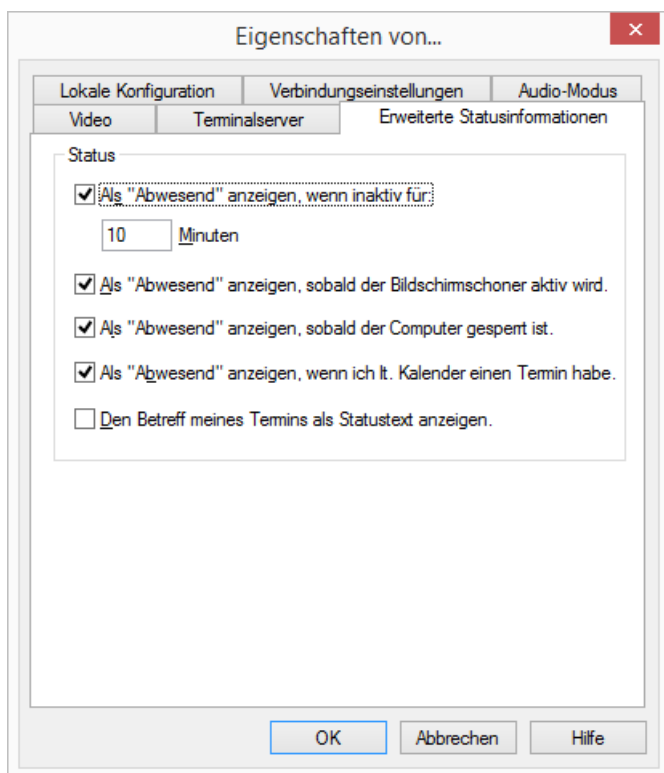 Eigenschaften von...
Lokale Konfiguration Verbindungseinstellungen Audio-Modus
Video Terminalserver Erweiterte Statusinformationen
Status
Als "Abwesend" anzeigen, wenn inaktiv für:
10 Minuten
Als "Abwesend" anzeigen, sobald der Bildschirmschoner aktiv wird.
Als "Abwesend" anzeigen, sobald der Computer gesperrt ist.
Als "Abwesend" anzeigen, wenn ich lt. Kalender einen Termin habe.
Den Betreff meines Termins als Statustext anzeigen.
OK Abbrechen Hilfe